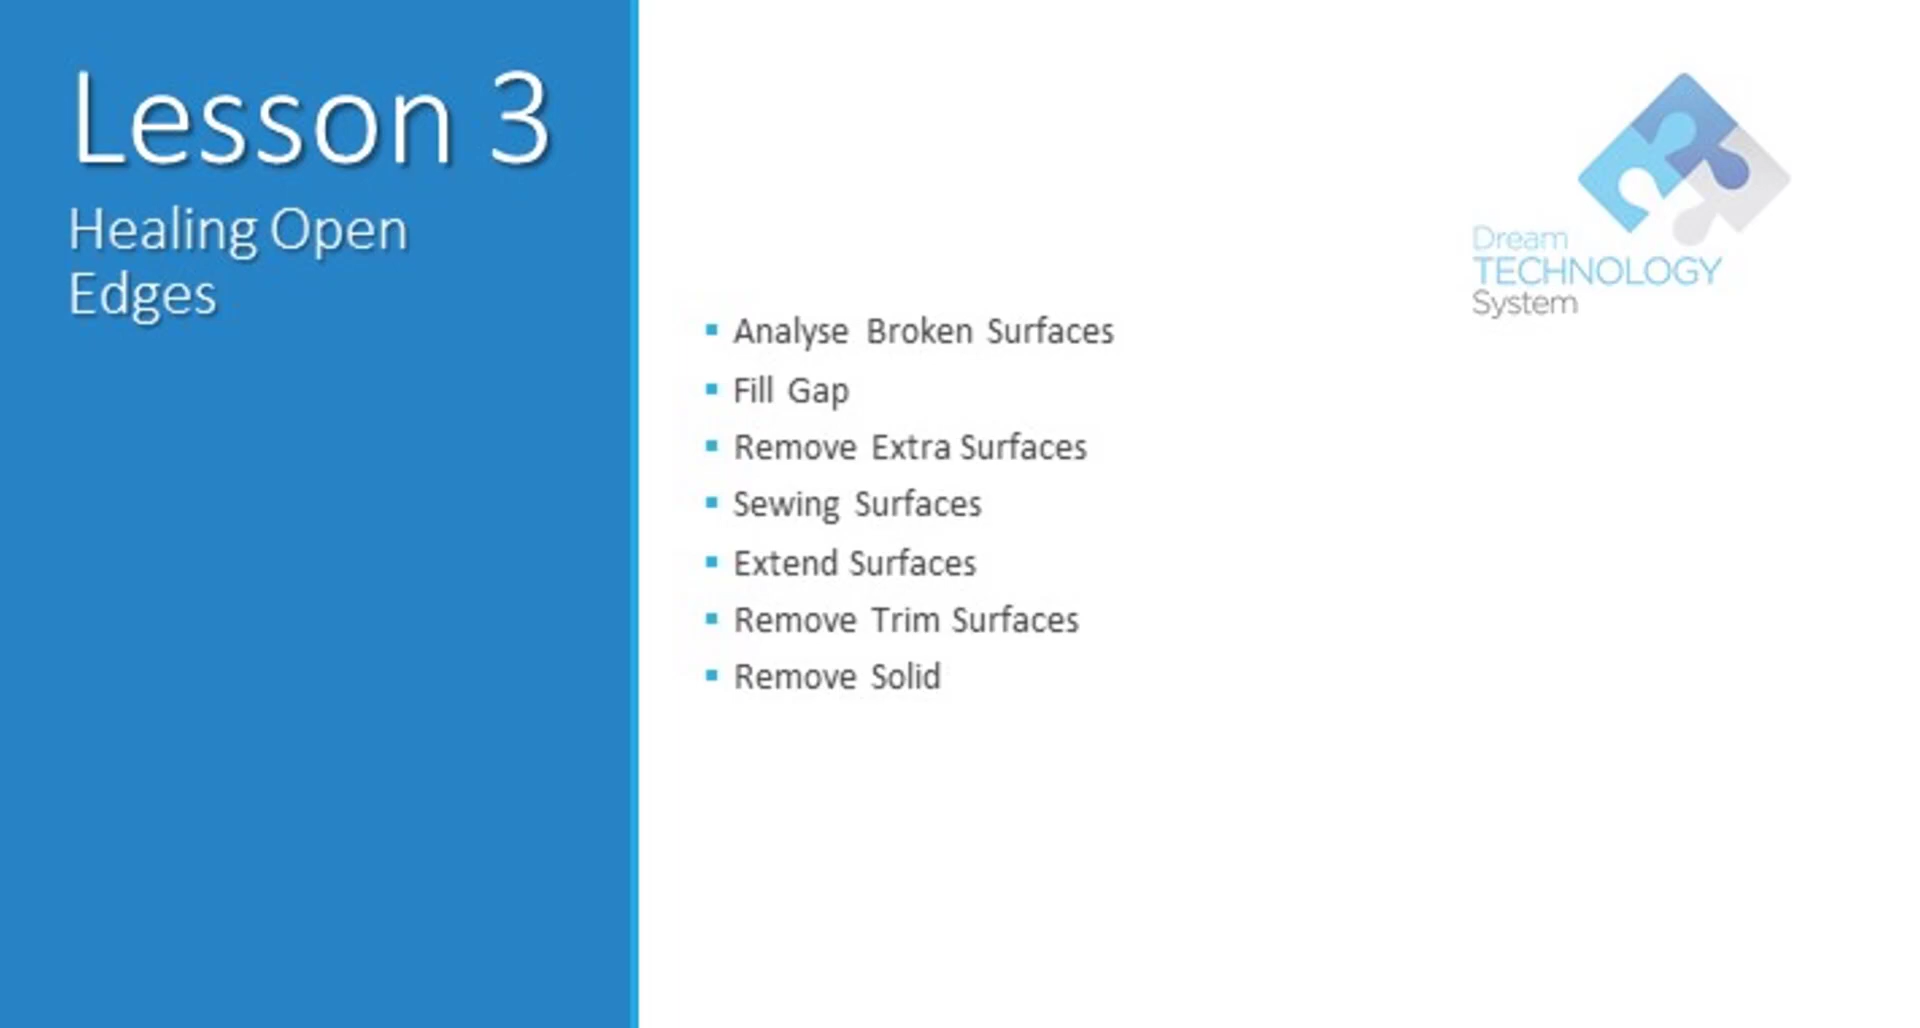 Lesson 3
Healing Open
Edges
Dream
TECHNOLOGY
System
Analyse Broken Surfaces
Fill Gap
Remove Extra Surfaces
Sewing Surfaces
Extend Surfaces
Remove Trim Surfaces
Remove Solid